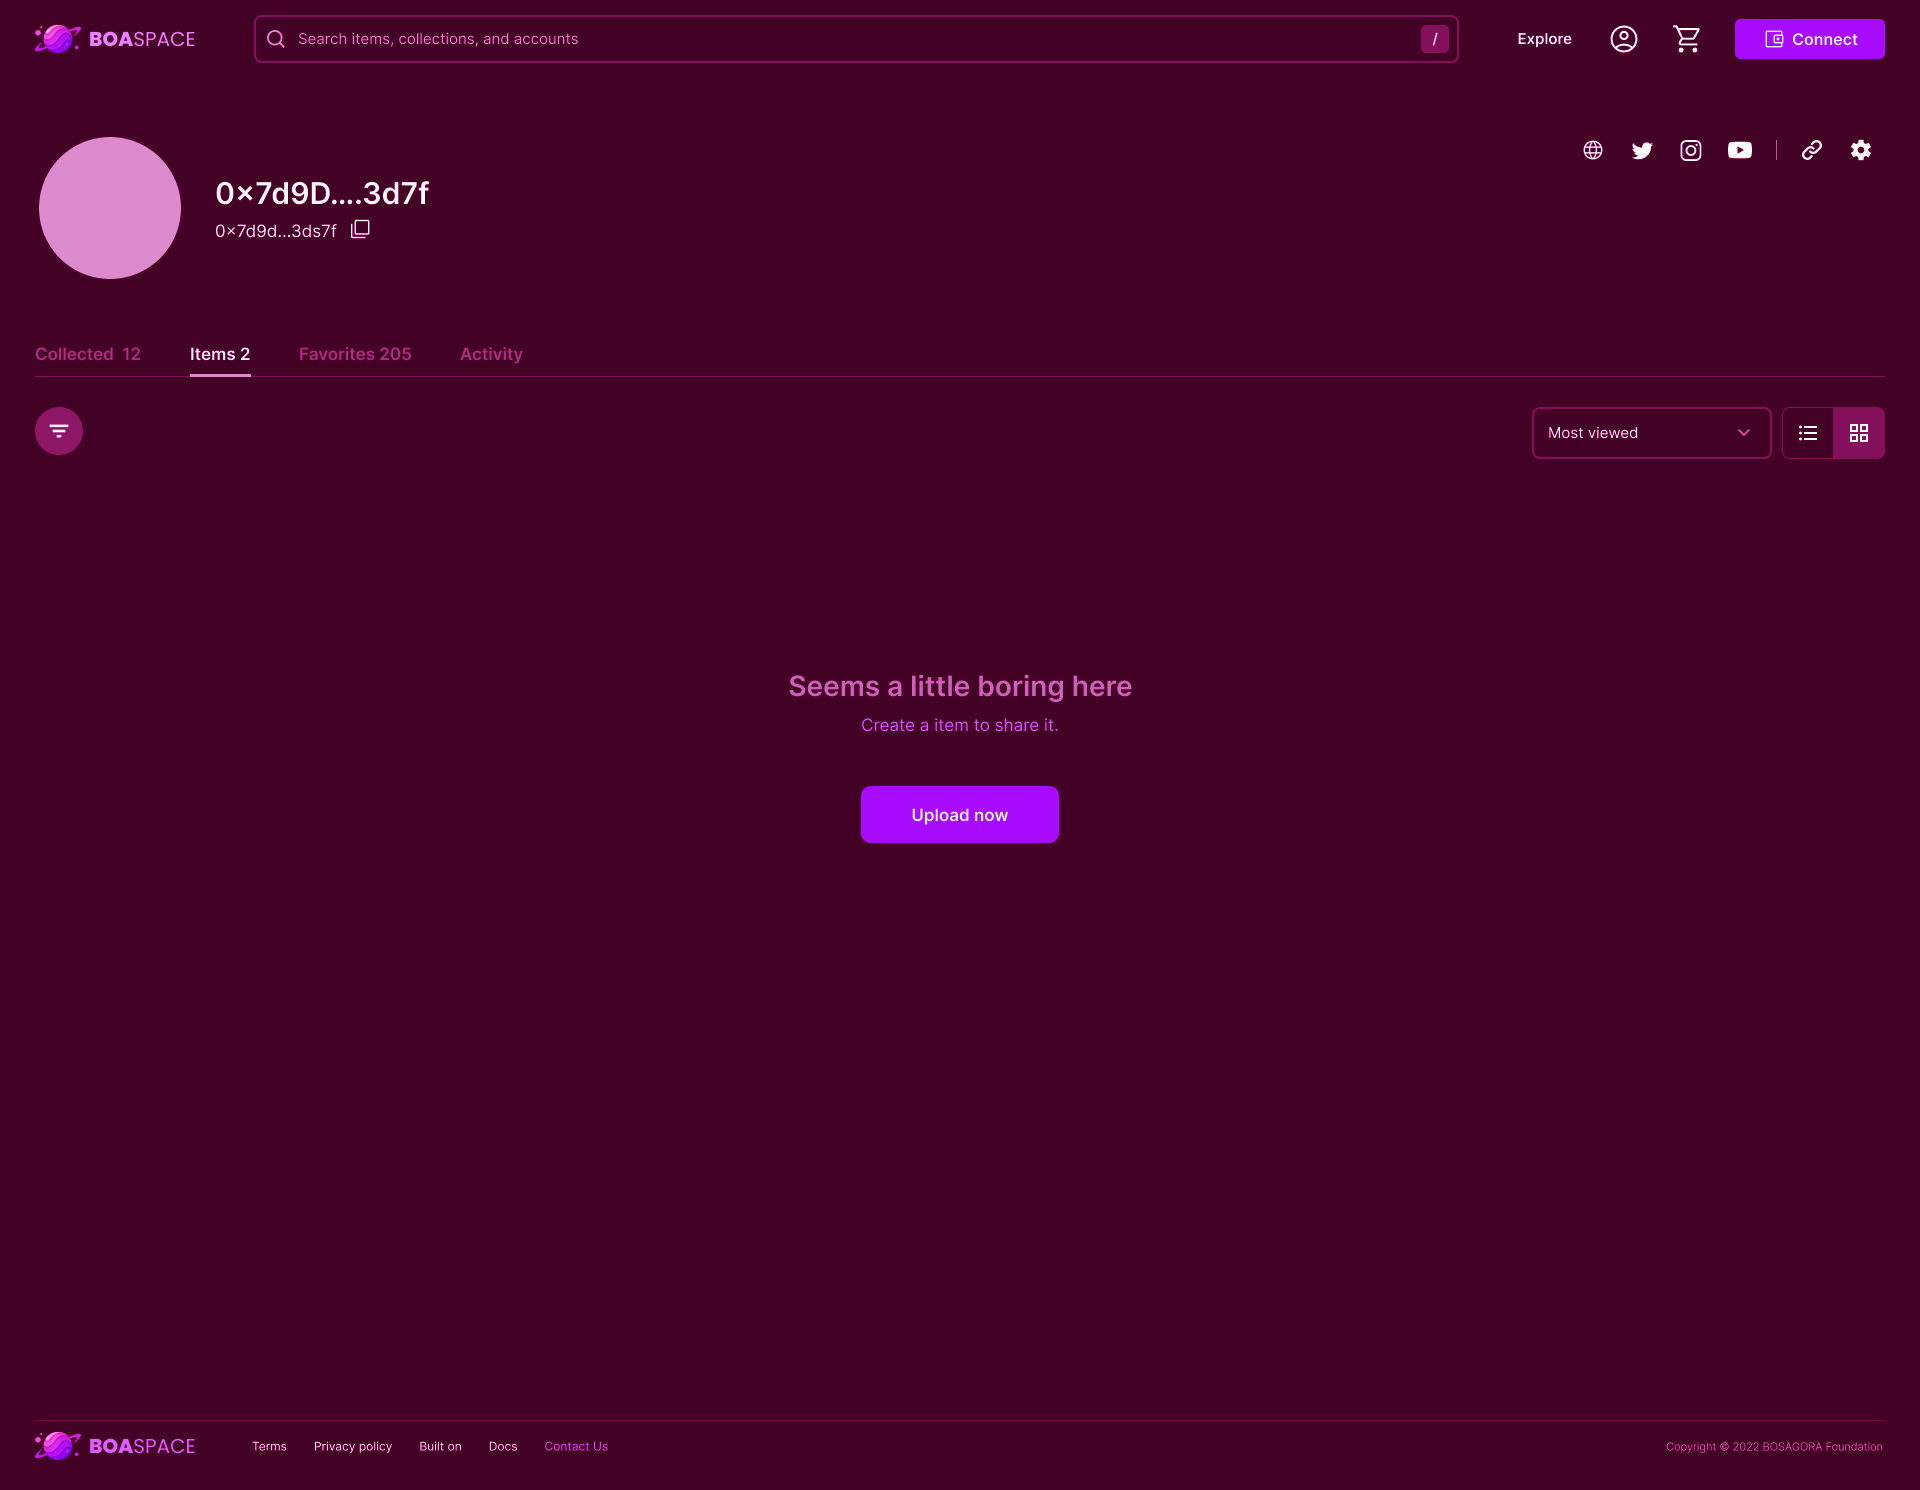 BOASPACE
Search items, collections, and accounts
/
Explore
Connect
0×7d9D....3d7f
0×7d9d...3ds7f
Collected 12
Items 2
Favorites 205
Activity
Most viewed
Seems a little boring here
Create a item to share it.
Upload now
BOASPACE
Terms
Privacy policy
Built on
Docs
Contact Us
Copyright © 2022 BOSAGORA Foundation